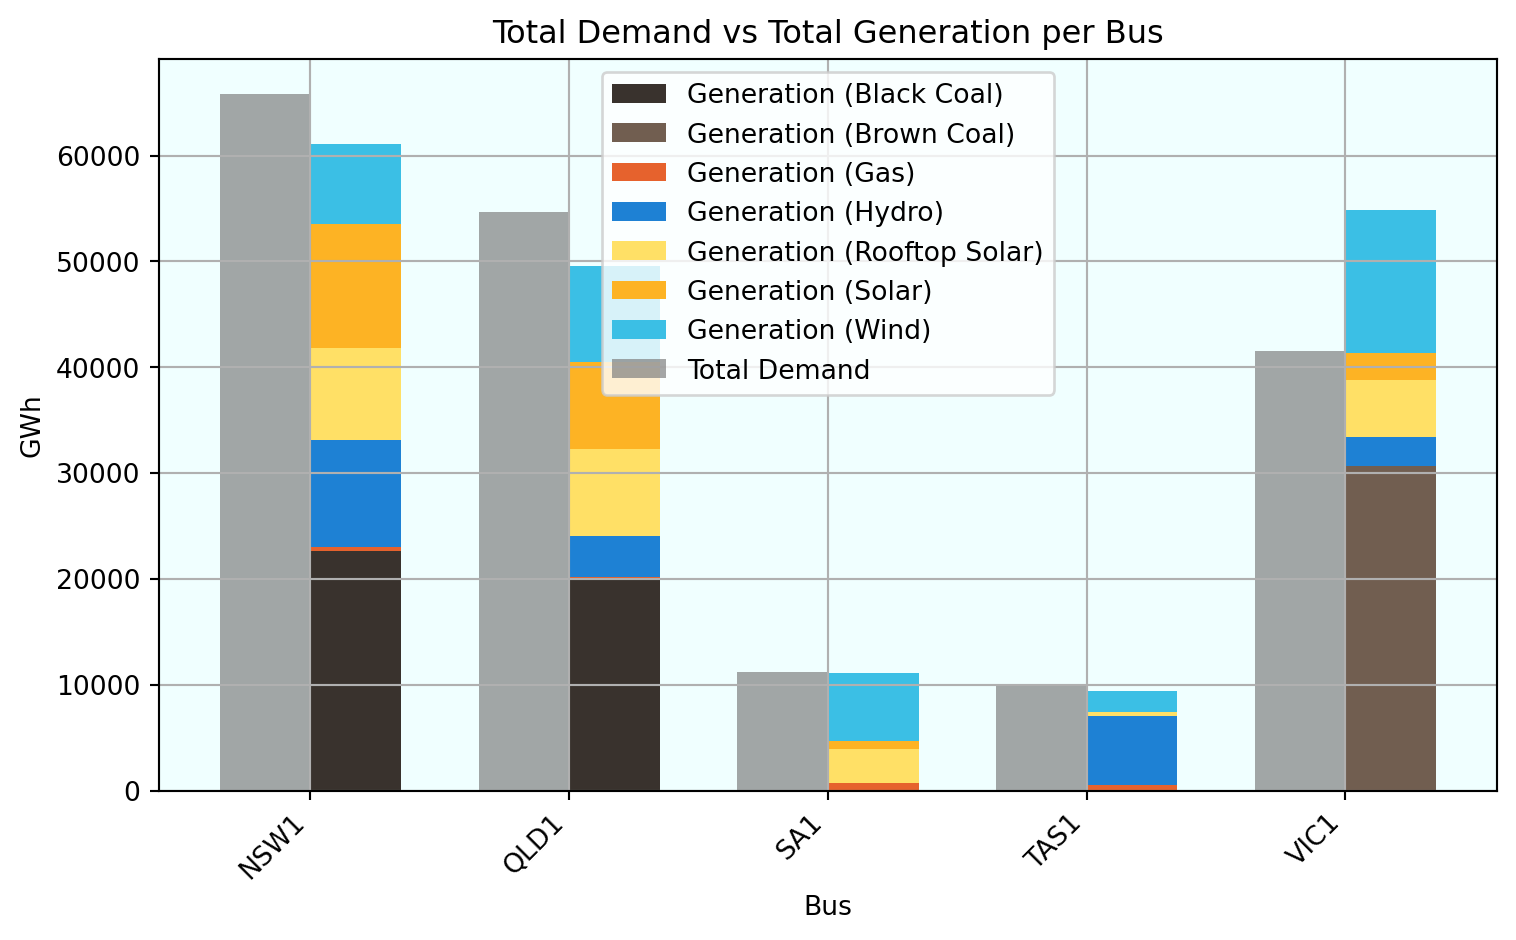 Total Demand vs Total Generation per Bus
Generation (Black Coal)
Generation (Brown Coal)
Generation (Gas)
Generation (Hydro)
Generation (Rooftop Solar)
Generation (Solar)
Generation (Wind)
Total Demand
60000
50000
40000
30000
20000
10000
0
GWh
NSW1
QLD1
SA1
TAS1
VIC1
Bus